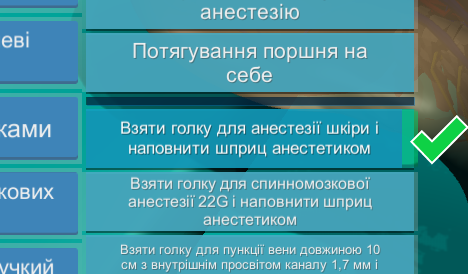 анестезію
еві
Потягування поршня на
себе
ками
Взяти голку для анестезії шкіри і
наповнити шприц анестетиком
кових
Взяти голку для спинномозкової
анестезії 22G і наповнити шприц
анестетиком
учкий
Взяти голку для пункції вени довжиною 10
см з внутрішнім просвітом каналу 1,7 мм і